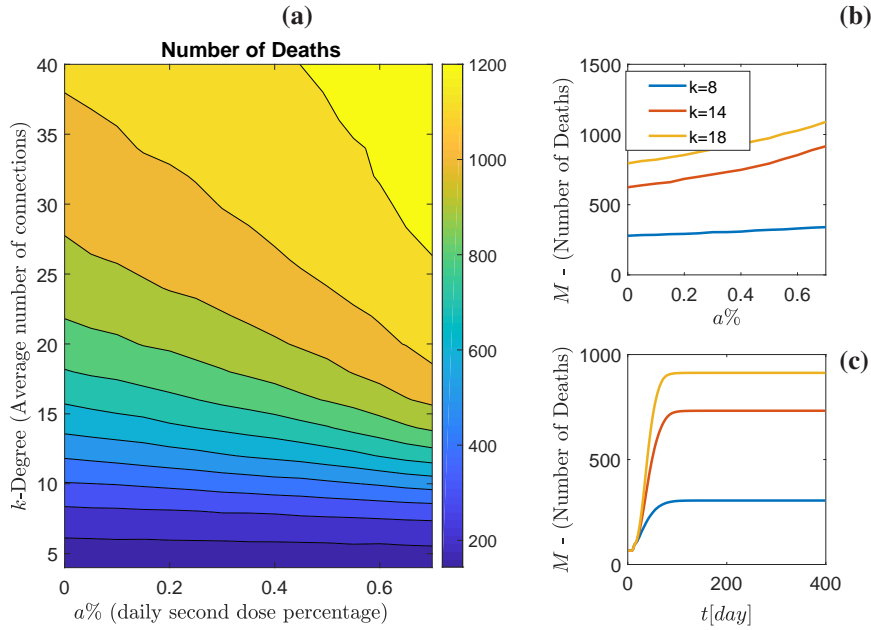 (a)
Number of Deaths
40
35
30
25
20
15
10
5
0
0.2
0.4
0.6
k-Degree (Average number of connections)
a% (daily second dose percentage)
1200
1000
800
600
400
200
(b)
1500
1000
500
0
0
0.2
0.4
0.6
k=8
k=14
k=18
M - (Number of Deaths)
a%
(c)
1000
500
0
0
200
400
M - (Number of Deaths)
t[day]